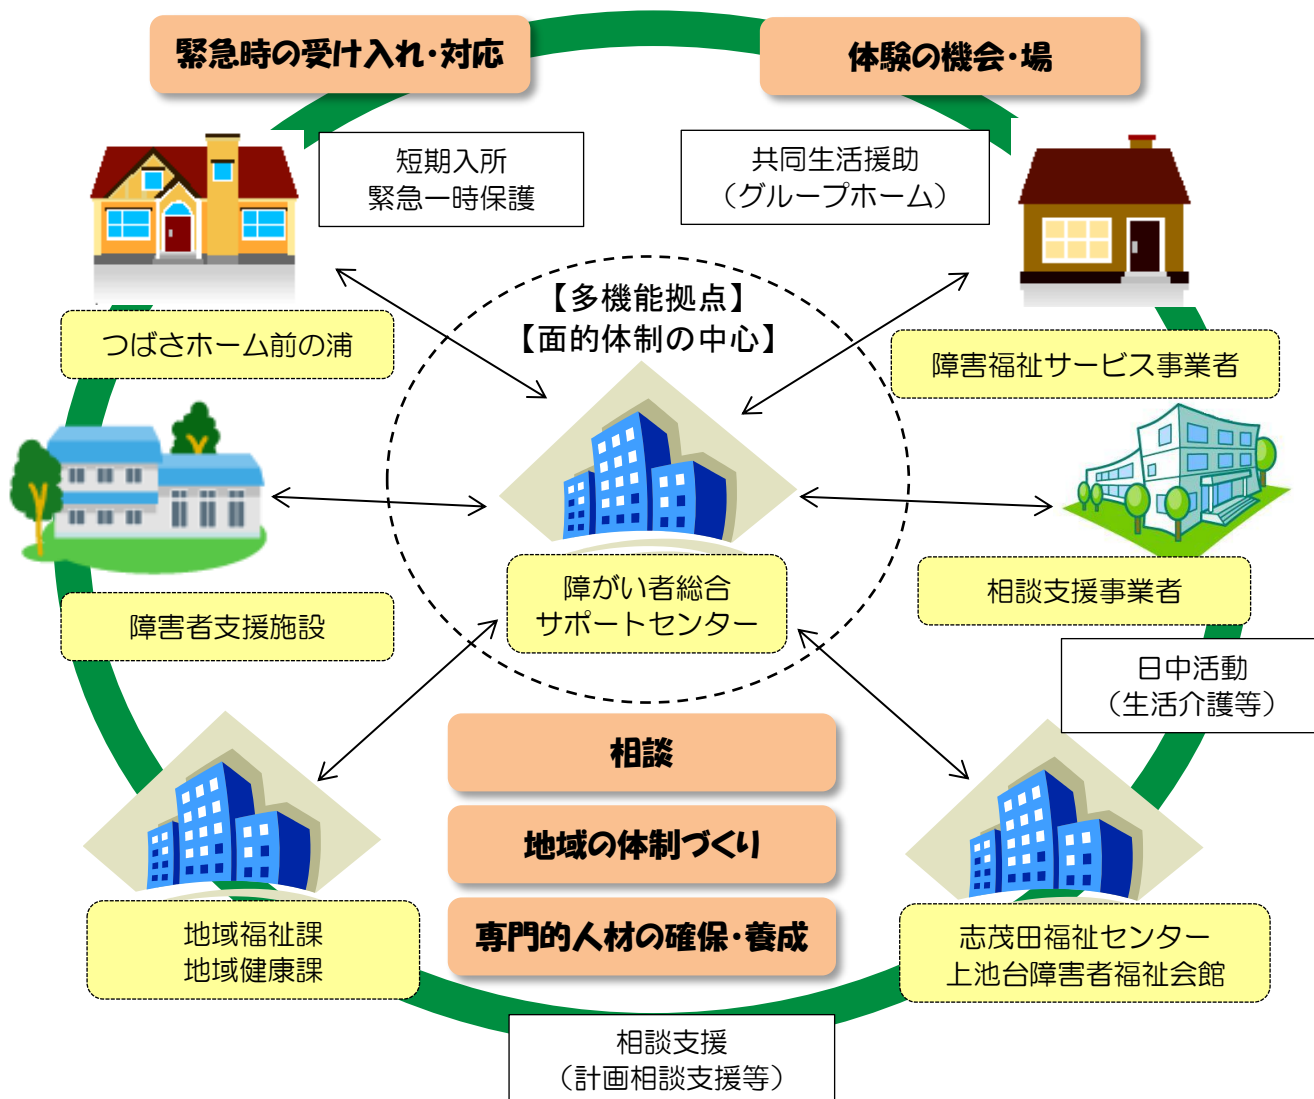 緊急時の受け入れ・対応
体験の機会・場
短期入所
緊急一時保護
共同生活援助
（グループホーム）
【多機能拠点】
【面的体制の中心】
つばさホーム前の浦
障害福祉サービス事業者
障がい者総合
サポートセンター
障害者支援施設
相談支援事業者
日中活動
（生活介護等）
相談
地域の体制づくり
専門的人材の確保・養成
地域福祉課
地域健康課
志茂田福祉センター
上池台障害者福祉会館
相談支援
（計画相談支援等）